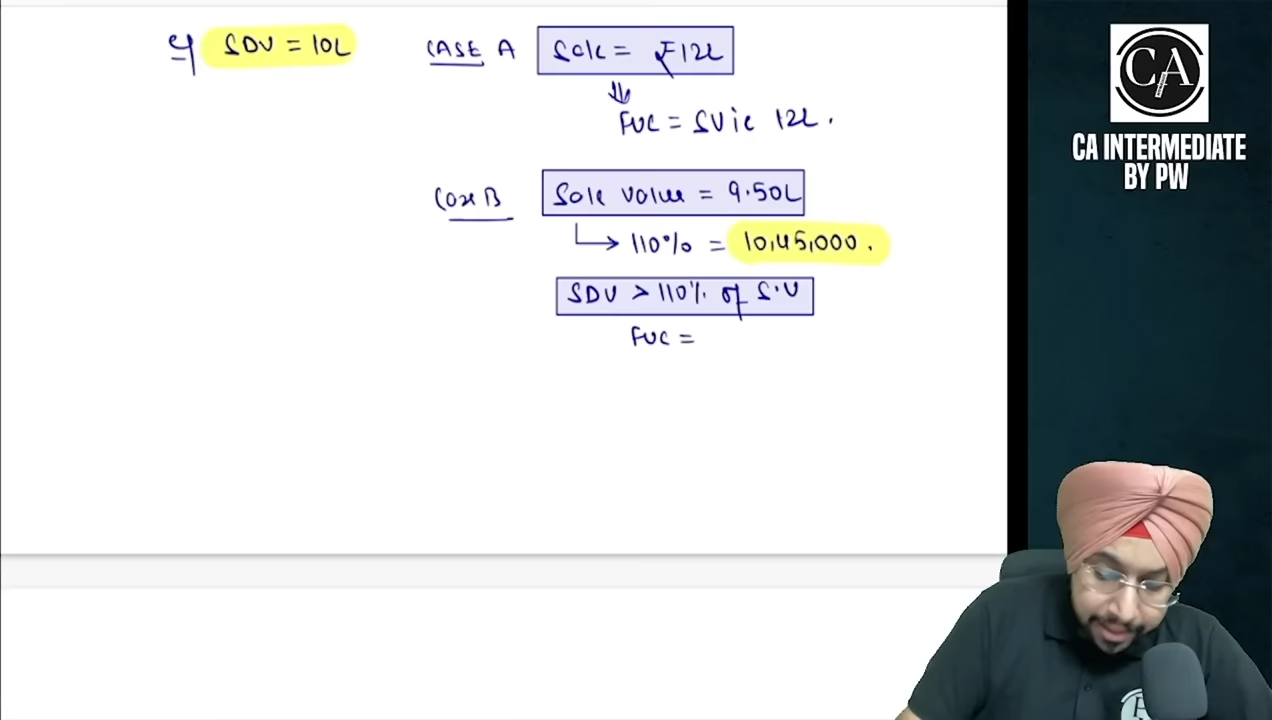 eg SDV = 10L
CASE A Sale = ₹12L
FVC = SV ie 12L.
Case B Sale Value = 9.50L
110% = 10,45,000.
SDV > 110% of S.V
FVC =
CA
CA INTERMEDIATE
BY PW